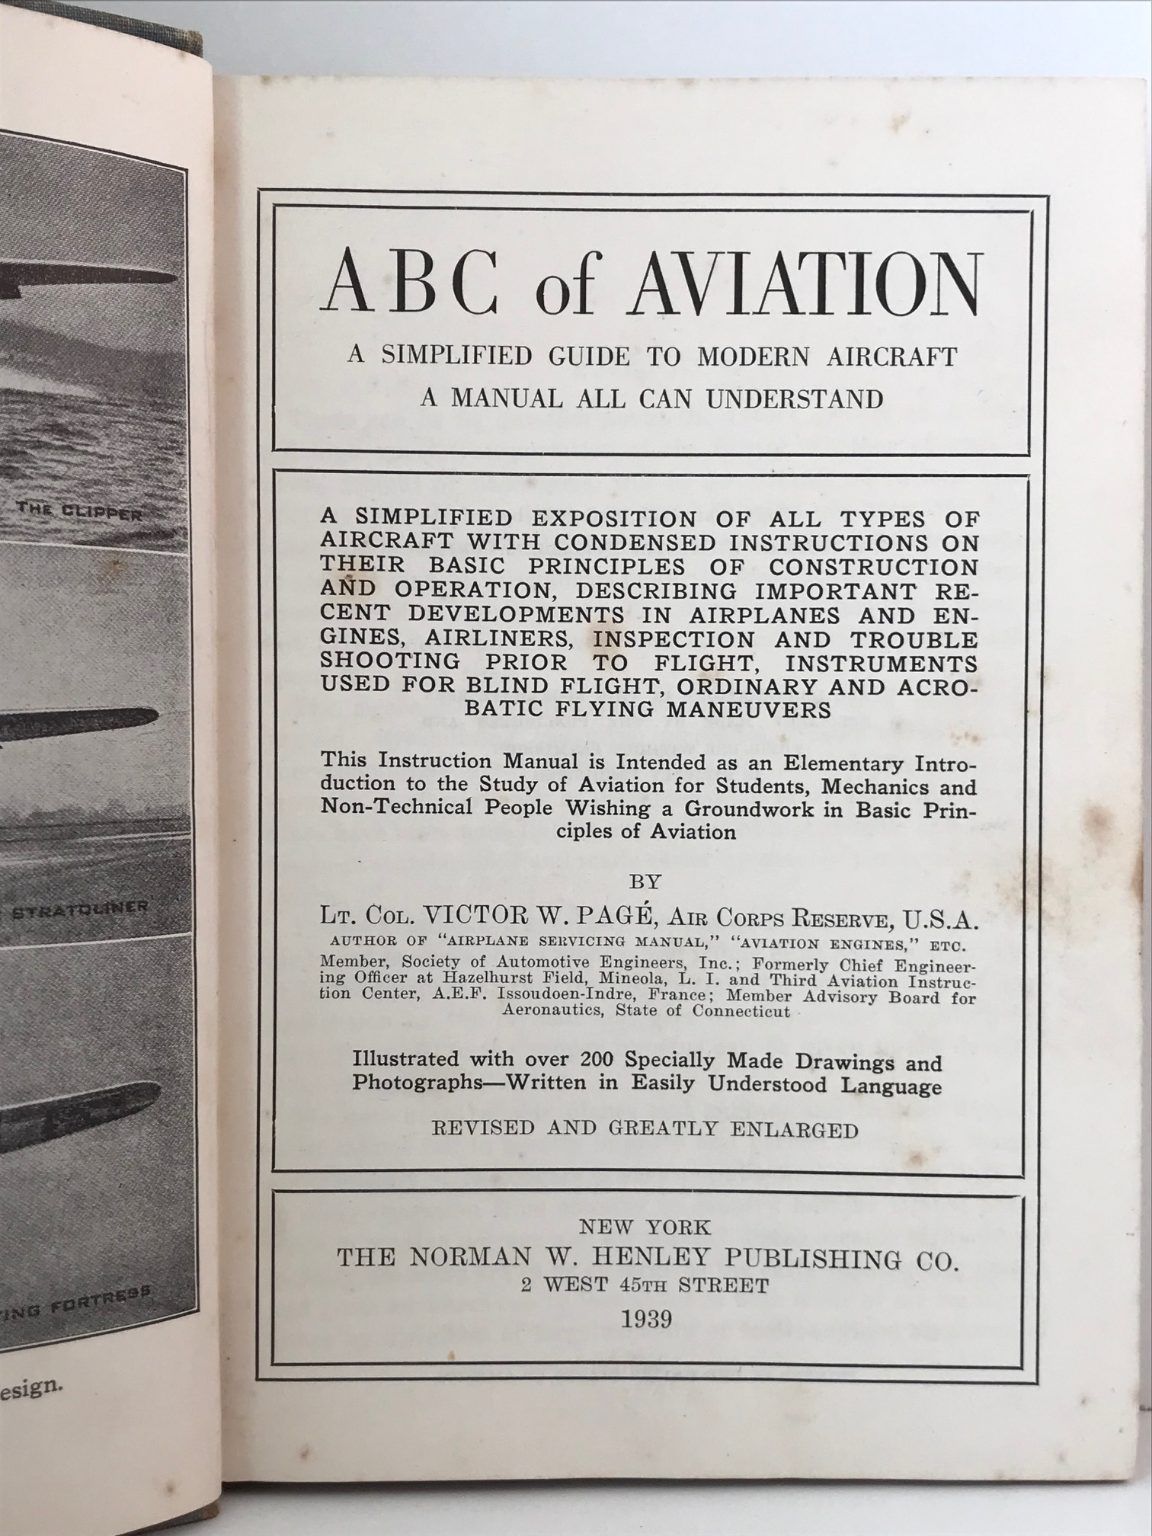 THE CLIPPER
STRATOLINER
FORTRESS
ABC of AVIATION
A SIMPLIFIED GUIDE TO MODERN AIRCRAFT
A MANUAL ALL CAN UNDERSTAND
A SIMPLIFIED EXPOSITION OF ALL TYPES OF
AIRCRAFT WITH CONDENSED INSTRUCTIONS ON
THEIR BASIC PRINCIPLES OF CONSTRUCTION
AND OPERATION, DESCRIBING IMPORTANT RE-
CENT DEVELOPMENTS IN AIRPLANES AND EN-
GINES, AIRLINERS, INSPECTION AND TROUBLE
SHOOTING PRIOR TO FLIGHT, INSTRUMENTS
USED FOR BLIND FLIGHT, ORDINARY AND ACRO-
BATIC FLYING MANEUVERS
This Instruction Manual is Intended as an Elementary Intro-
duction to the Study of Aviation for Students, Mechanics and
Non-Technical People Wishing a Groundwork in Basic Prin-
ciples of Aviation
BY
LT. COL. VICTOR W. PAGÉ, AIR CORPS RESERVE, U.S.A.
AUTHOR OF "AIRPLANE SERVICING MANUAL," "AVIATION ENGINES," ETC.
Member, Society of Automotive Engineers, Inc.; Formerly Chief Engineer-
ing Officer at Hazelhurst Field, Mineola, L. I. and Third Aviation Instruc-
tion Center, A.E.F. Issoudoen-Indre, France; Member Advisory Board for
Aeronautics, State of Connecticut
Illustrated with over 200 Specially Made Drawings and
Photographs—Written in Easily Understood Language
REVISED AND GREATLY ENLARGED
NEW YORK
THE NORMAN W. HENLEY PUBLISHING CO.
2 WEST 45TH STREET
1939